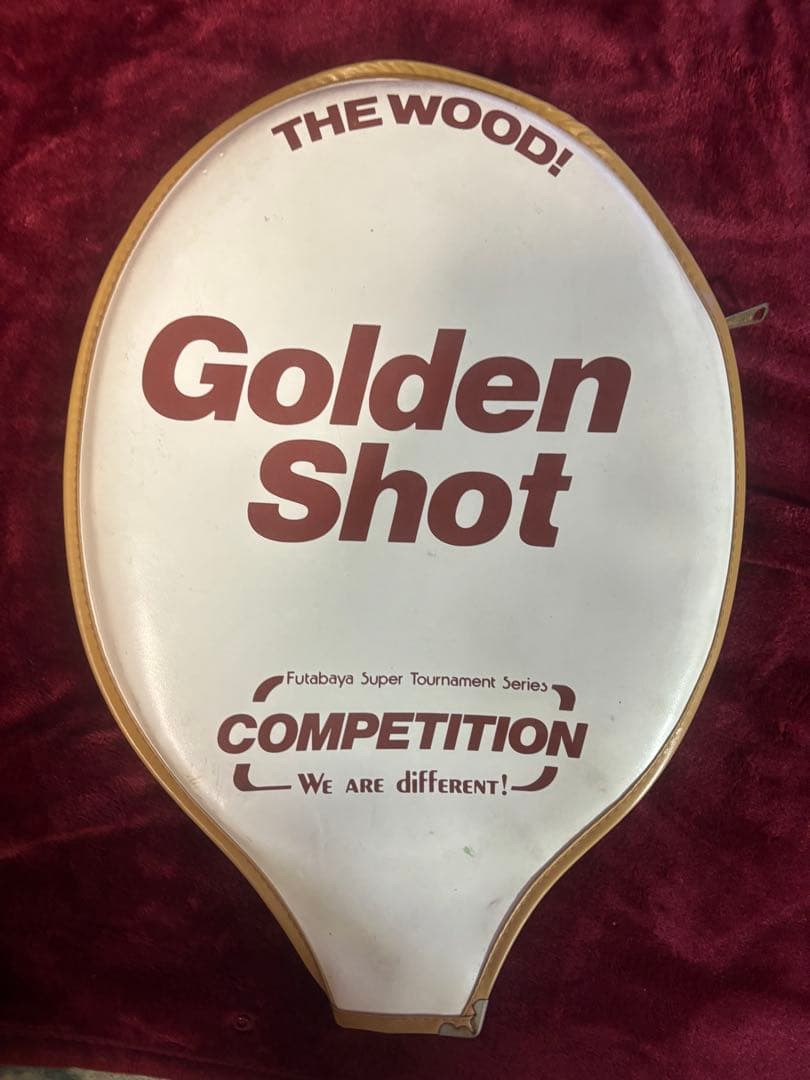 THE WOOD!
Golden
Shot
Futabaya Super Tournament Series
COMPETITION
WE ARE diffERENT!